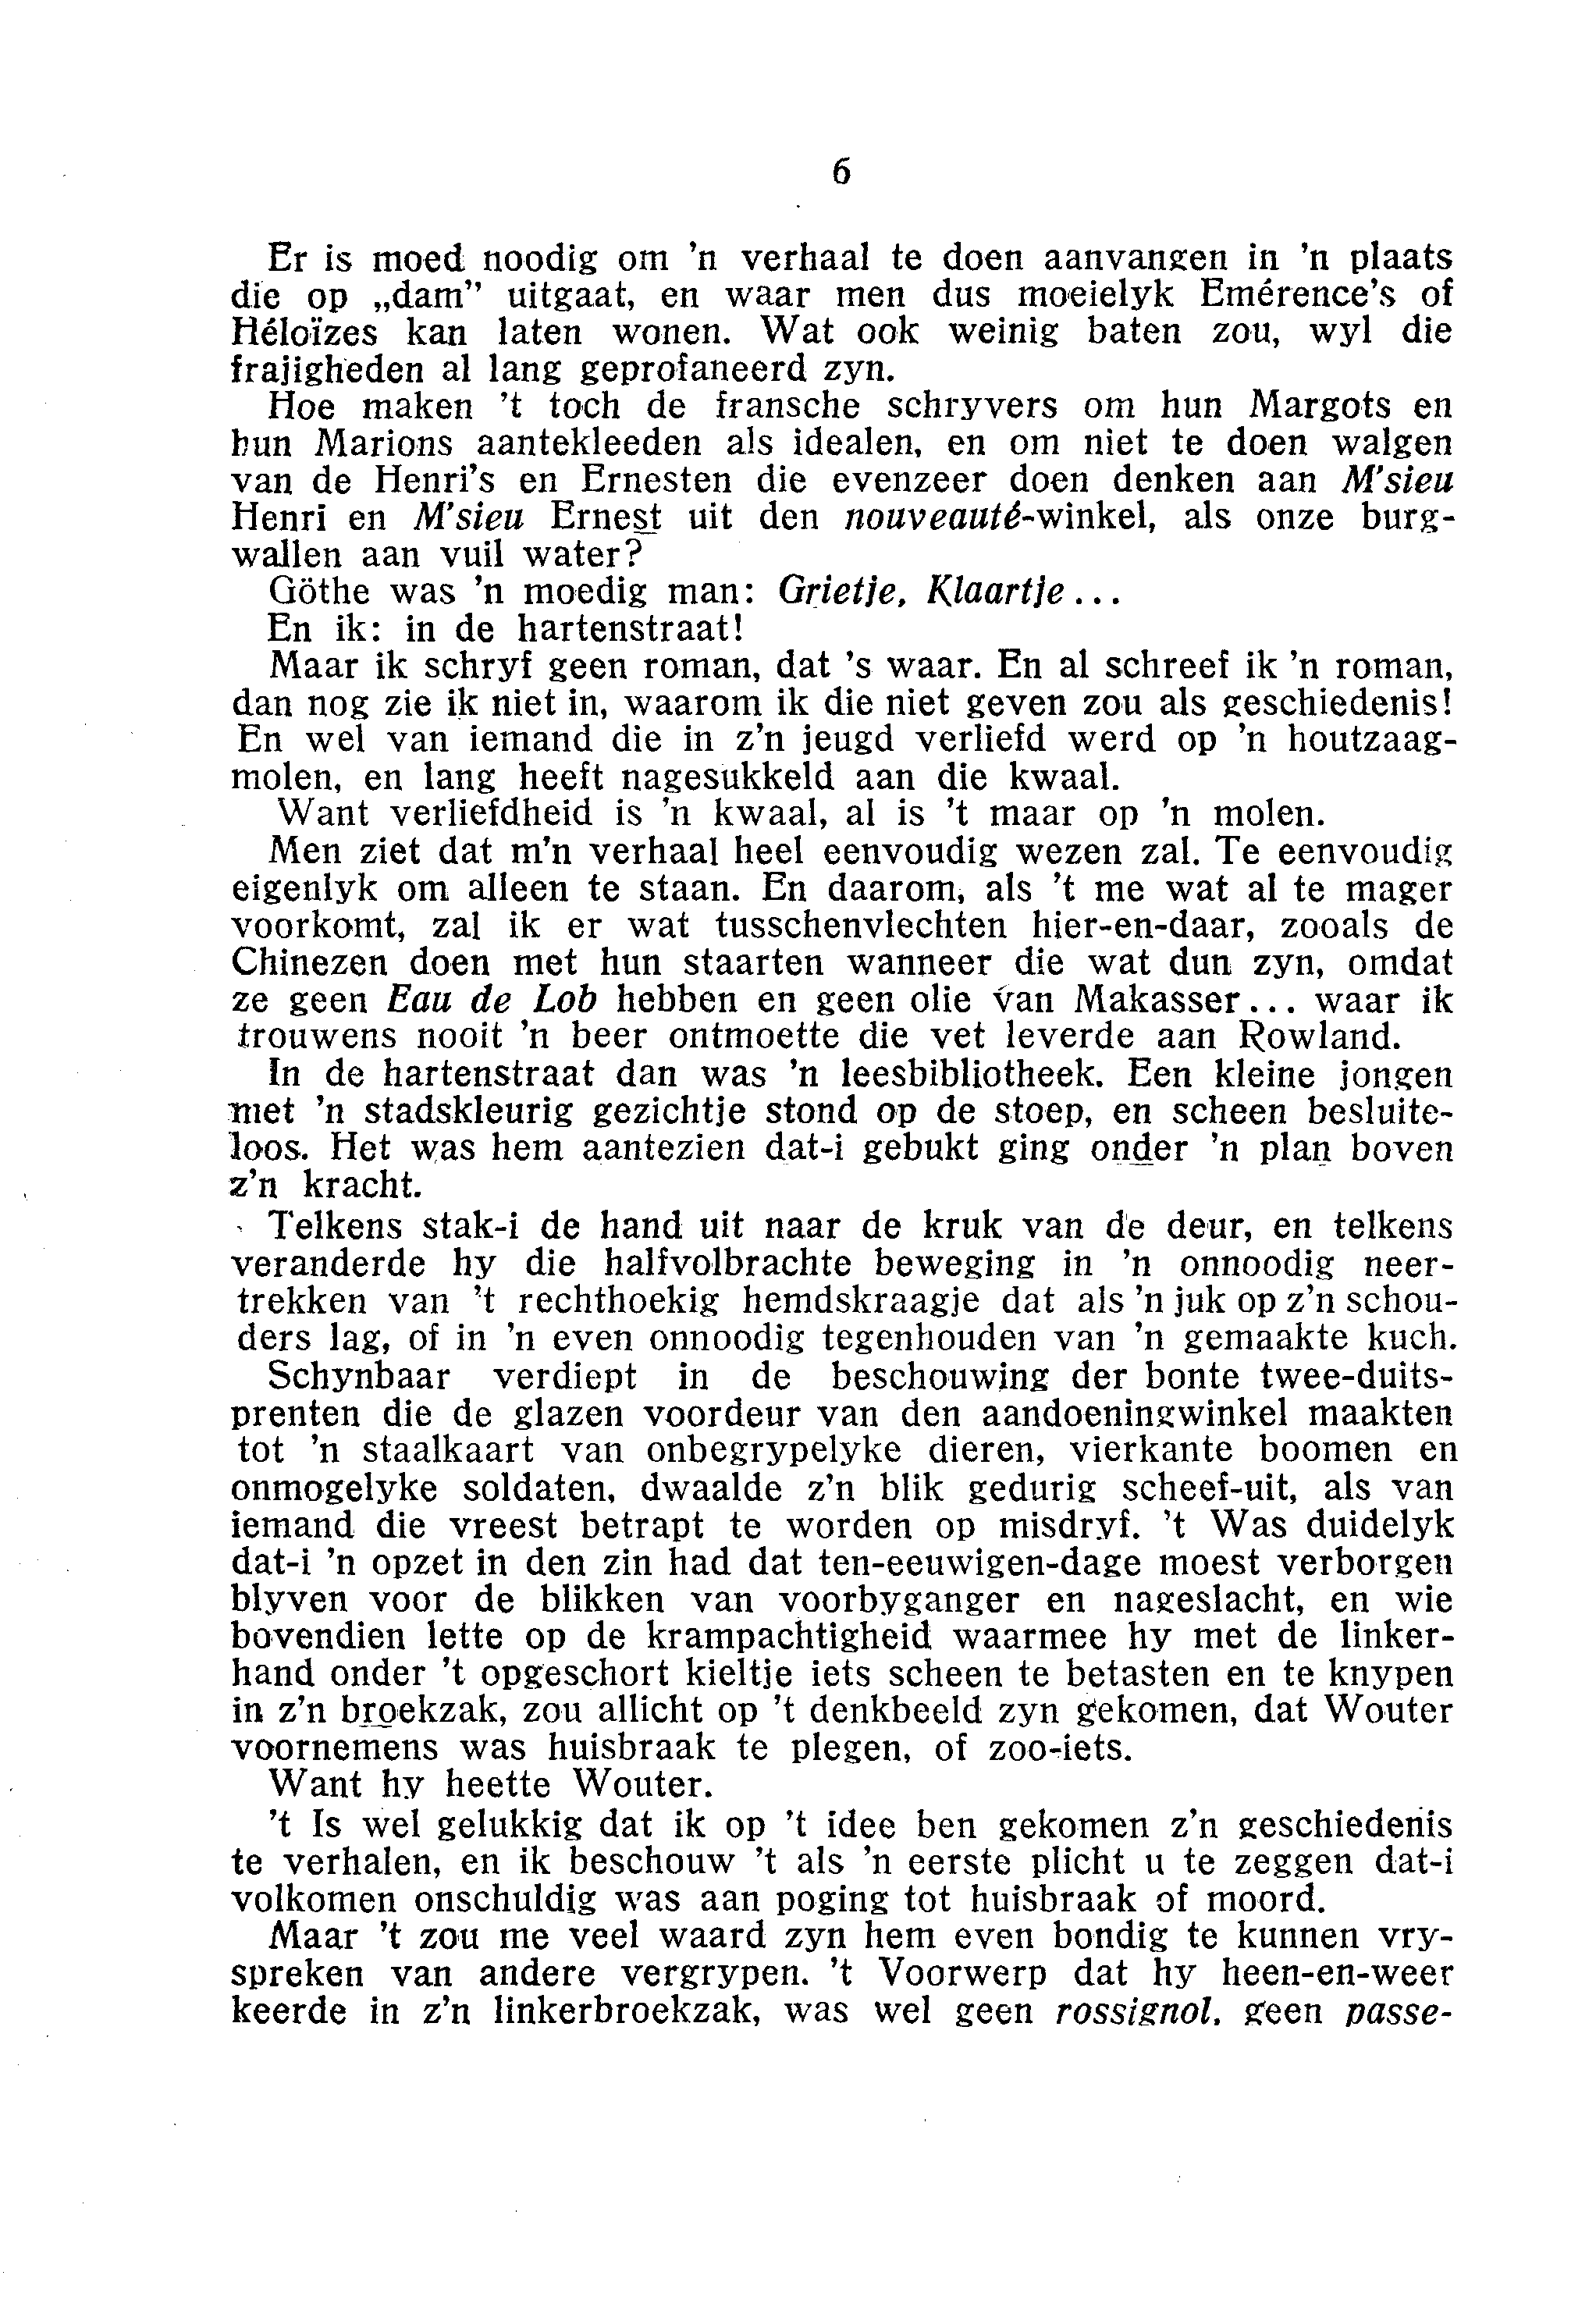 6
Er is moed noodig om 'n verhaal te doen aanvangen in 'n plaats
die op „dam” uitgaat, en waar men dus moeielyk Emérence's of
Héloïzes kan laten wonen. Wat ook weinig baten zou, wyl die
frajigheden al lang geprofaneerd zyn.
Hoe maken 't toch de fransche schryvers om hun Margots en
hun Marions aantekleeden als idealen, en om niet te doen walgen
van de Henri's en Ernesten die evenzeer doen denken aan M'sieu
Henri en M'sieu Ernest uit den nouveauté-winkel, als onze burg-
wallen aan vuil water?
Göthe was 'n moedig man: Grietje, Klaartje...
En ik: in de hartenstraat!
Maar ik schryf geen roman, dat 's waar. En al schreef ik 'n roman,
dan nog zie ik niet in, waarom ik die niet geven zou als geschiedenis!
En wel van iemand die in z'n jeugd verliefd werd op 'n houtzaag-
molen, en lang heeft nagesukkeld aan die kwaal.
Want verliefdheid is 'n kwaal, al is 't maar op 'n molen.
Men ziet dat m'n verhaal heel eenvoudig wezen zal. Te eenvoudig
eigenlyk om alleen te staan. En daarom, als 't me wat al te mager
voorkomt, zal ik er wat tusschenvlechten hier-en-daar, zooals de
Chinezen doen met hun staarten wanneer die wat dun zyn, omdat
ze geen Eau de Lob hebben en geen olie van Makasser... waar ik
trouwens nooit 'n beer ontmoette die vet leverde aan Rowland.
In de hartenstraat dan was 'n leesbibliotheek. Een kleine jongen
met 'n stadskleurig gezichtje stond op de stoep, en scheen besluite-
loos. Het was hem aantezien dat-i gebukt ging onder 'n plan boven
z'n kracht.
Telkens stak-i de hand uit naar de kruk van de deur, en telkens
veranderde hy die halfvolbrachte beweging in 'n onnoodig neer-
trekken van 't rechthoekig hemdskraagje dat als 'n juk op z'n schou-
ders lag, of in 'n even onnoodig tegenhouden van 'n gemaakte kuch.
Schynbaar verdiept in de beschouwing der bonte twee-duits-
prenten die de glazen voordeur van den aandoeningwinkel maakten
tot 'n staalkaart van onbegrypelyke dieren, vierkante boomen en
onmogelyke soldaten, dwaalde z'n blik gedurig scheef-uit, als van
iemand die vreest betrapt te worden op misdryf. 't Was duidelyk
dat-i 'n opzet in den zin had dat ten-eeuwigen-dage moest verborgen
blyven voor de blikken van voorbyganger en nageslacht, en wie
bovendien lette op de krampachtigheid waarmee hy met de linker-
hand onder 't opgeschort kieltje iets scheen te betasten en te knypen
in z'n broekzak, zou allicht op 't denkbeeld zyn gekomen, dat Wouter
voornemens was huisbraak te plegen, of zoo-iets.
Want hy heette Wouter.
't Is wel gelukkig dat ik op 't idee ben gekomen z'n geschiedenis
te verhalen, en ik beschouw 't als 'n eerste plicht u te zeggen dat-i
volkomen onschuldig was aan poging tot huisbraak of moord.
Maar 't zou me veel waard zyn hem even bondig te kunnen vry-
spreken van andere vergrypen. 't Voorwerp dat hy heen-en-weer
keerde in z'n linkerbroekzak, was wel geen rossignol, geen passe-